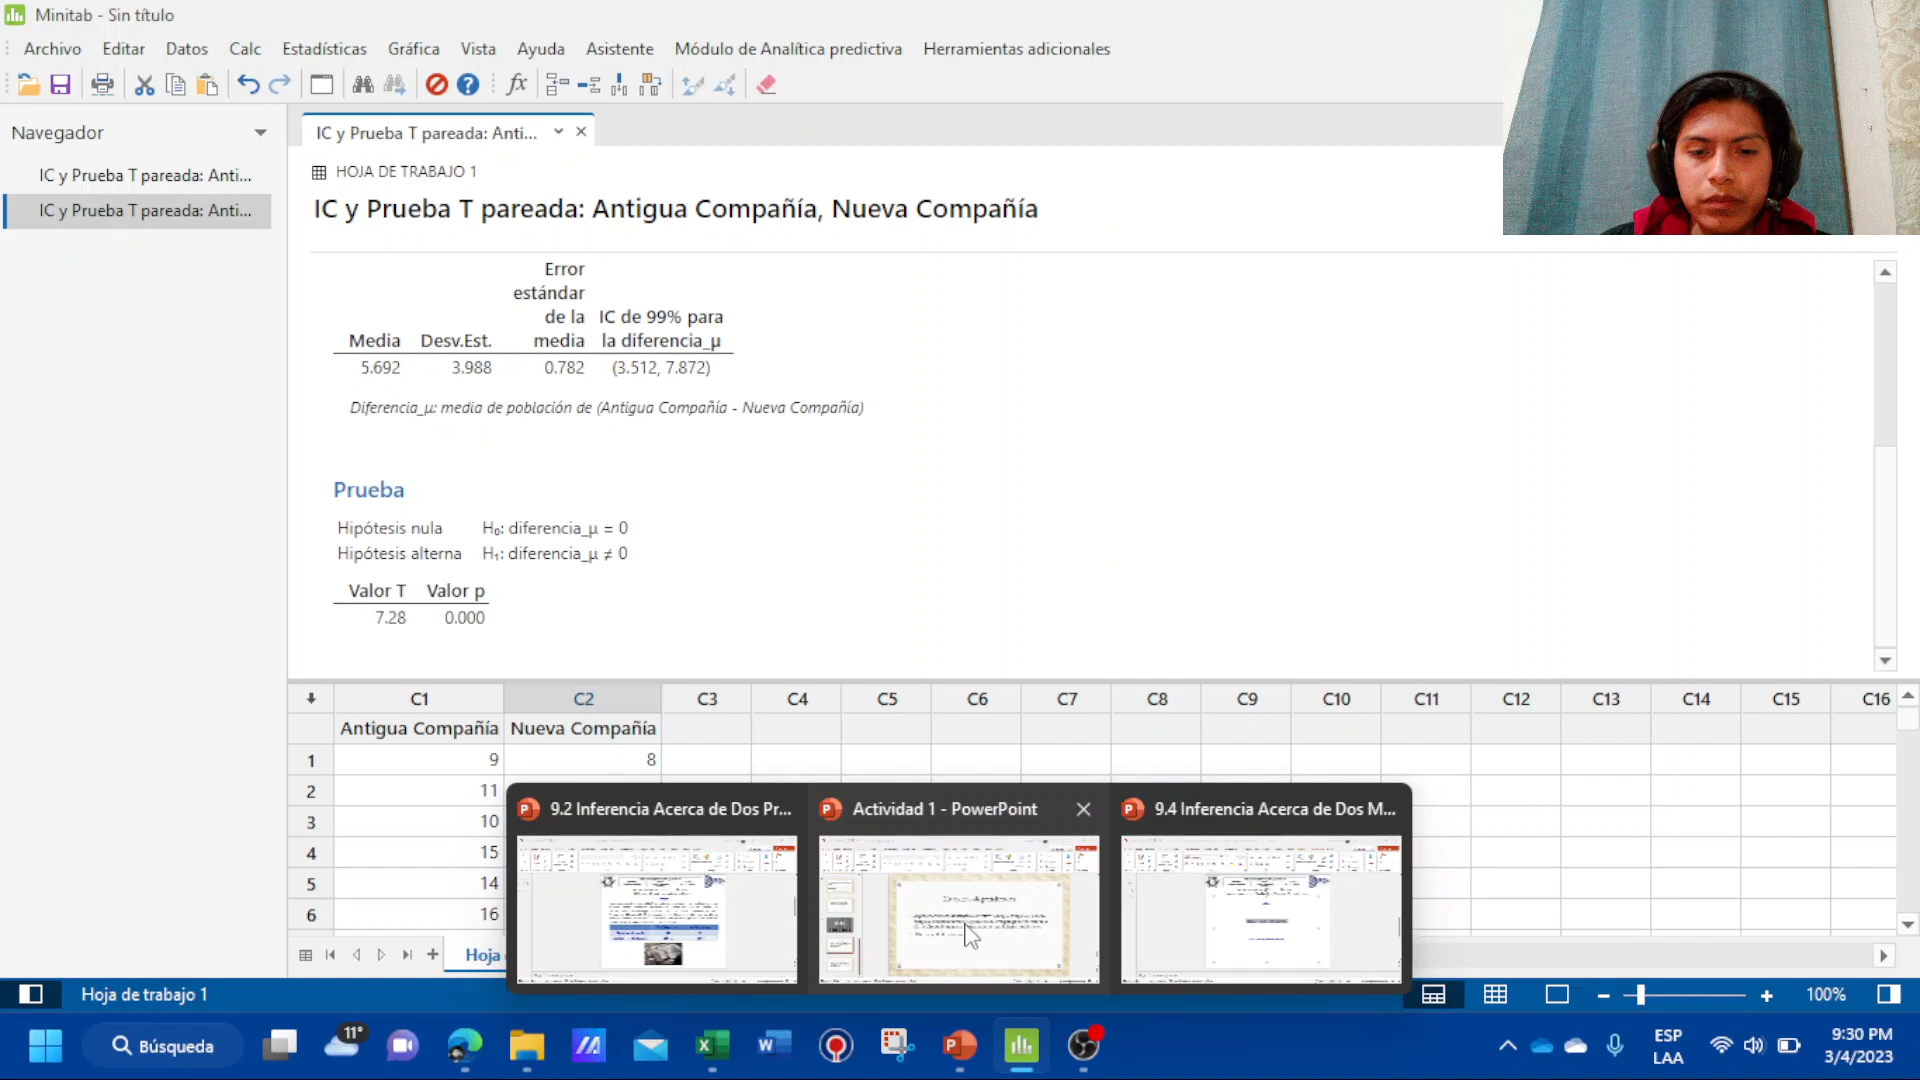 Minitab - Sin título
Archivo Editar Datos Calc Estadísticas Gráfica Vista Ayuda Asistente Módulo de Analítica predictiva Herramientas adicionales
Navegador
IC y Prueba T pareada: Anti...
IC y Prueba T pareada: Anti...
IC y Prueba T pareada: Anti...
HOJA DE TRABAJO 1
IC y Prueba T pareada: Antigua Compañía, Nueva Compañía
Error
estándar
de la IC de 99% para
Media Desv.Est. media la diferencia_µ
5.692 3.988 0.782 (3.512, 7.872)
Diferencia_µ: media de población de (Antigua Compañía - Nueva Compañía)
Prueba
Hipótesis nula H₀: diferencia_µ = 0
Hipótesis alterna H₁: diferencia_µ ≠ 0
Valor T Valor p
7.28 0.000
C1 C2 C3 C4 C5 C6 C7 C8 C9 C10 C11 C12 C13 C14 C15 C16
Antigua Compañía Nueva Compañía
1 9 8
2 11
3 10
4 15
5 14
6 16
9.2 Inferencia Acerca de Dos Pr... Actividad 1 - PowerPoint 9.4 Inferencia Acerca de Dos M...
Hoja
Hoja de trabajo 1
100%
Búsqueda
11°
ESP
LAA
9:30 PM
3/4/2023